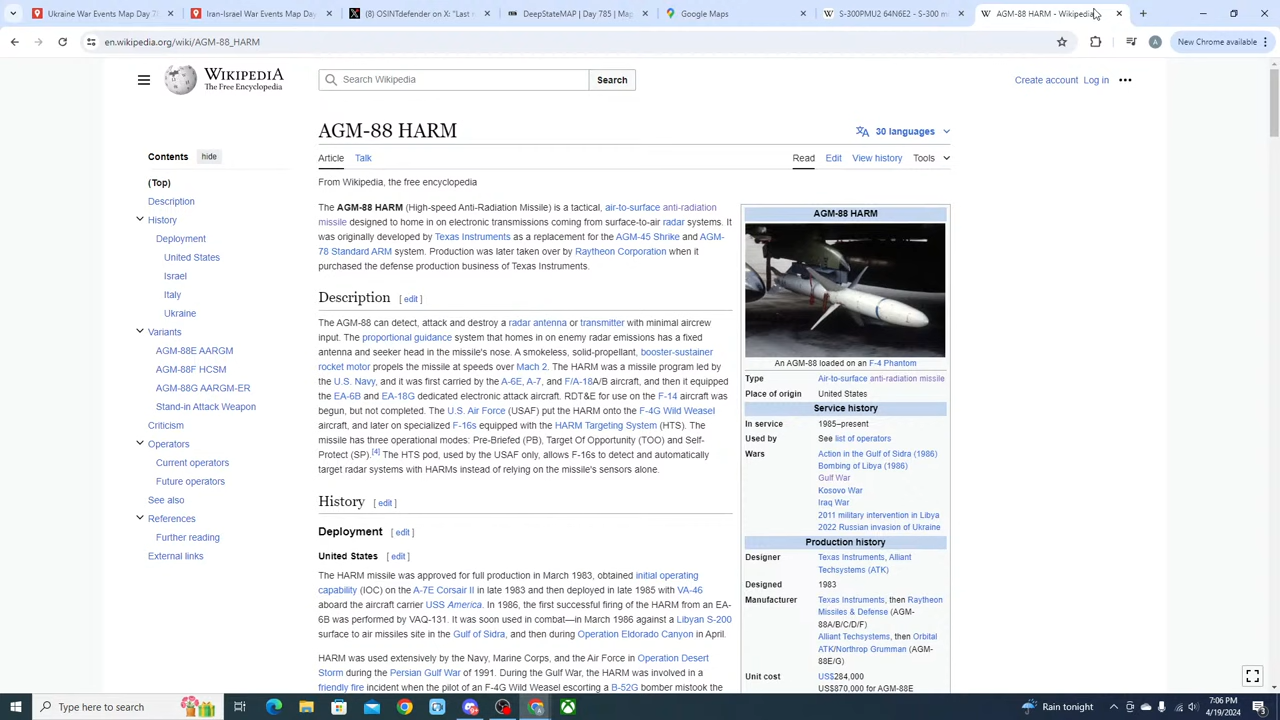 Ukraine War Map
Iran-Israel War Map Day
(8) OSINTdefender on X: "Last
DeepStateMAP | Day 785 | Map
Google Maps
S-300PMU2 64N6E2 - S-300 m
AGM-88 HARM - Wikipedia
en.wikipedia.org/wiki/AGM-88_HARM
A
New Chrome available
WIKIPEDIA
The Free Encyclopedia
Search Wikipedia
Search
Create account
Log in
AGM-88 HARM
30 languages
Contents
hide
Article
Talk
Read
Edit
View history
Tools
From Wikipedia, the free encyclopedia
(Top)
Description
History
Deployment
United States
Israel
Italy
Ukraine
Variants
AGM-88E AARGM
AGM-88F HCSM
AGM-88G AARGM-ER
Stand-in Attack Weapon
Criticism
Operators
Current operators
Future operators
See also
References
Further reading
External links
The AGM-88 HARM (High-speed Anti-Radiation Missile) is a tactical, air-to-surface anti-radiation
missile designed to home in on electronic transmissions coming from surface-to-air radar systems. It
was originally developed by Texas Instruments as a replacement for the AGM-45 Shrike and AGM-
78 Standard ARM system. Production was later taken over by Raytheon Corporation when it
purchased the defense production business of Texas Instruments.
Description [ edit ]
The AGM-88 can detect, attack and destroy a radar antenna or transmitter with minimal aircrew
input. The proportional guidance system that homes in on enemy radar emissions has a fixed
antenna and seeker head in the missile's nose. A smokeless, solid-propellant, booster-sustainer
rocket motor propels the missile at speeds over Mach 2. The HARM was a missile program led by
the U.S. Navy, and it was first carried by the A-6E, A-7, and F/A-18A/B aircraft, and then it equipped
the EA-6B and EA-18G dedicated electronic attack aircraft. RDT&E for use on the F-14 aircraft was
begun, but not completed. The U.S. Air Force (USAF) put the HARM onto the F-4G Wild Weasel
aircraft, and later on specialized F-16s equipped with the HARM Targeting System (HTS). The
missile has three operational modes: Pre-Briefed (PB), Target Of Opportunity (TOO) and Self-
Protect (SP).[4] The HTS pod, used by the USAF only, allows F-16s to detect and automatically
target radar systems with HARMs instead of relying on the missile's sensors alone.
History [ edit ]
Deployment [ edit ]
United States [ edit ]
The HARM missile was approved for full production in March 1983, obtained initial operating
capability (IOC) on the A-7E Corsair II in late 1983 and then deployed in late 1985 with VA-46
aboard the aircraft carrier USS America. In 1986, the first successful firing of the HARM from an EA-
6B was performed by VAQ-131. It was soon used in combat—in March 1986 against a Libyan S-200
surface to air missiles site in the Gulf of Sidra, and then during Operation Eldorado Canyon in April.
HARM was used extensively by the Navy, Marine Corps, and the Air Force in Operation Desert
Storm during the Persian Gulf War of 1991. During the Gulf War, the HARM was involved in a
friendly fire incident when the pilot of an F-4G Wild Weasel escorting a B-52G bomber mistook the
AGM-88 HARM
An AGM-88 loaded on an F-4 Phantom
Type Air-to-surface anti-radiation missile
Place of origin United States
Service history
In service 1985–present
Used by See list of operators
Wars Action in the Gulf of Sidra (1986)
Bombing of Libya (1986)
Gulf War
Kosovo War
Iraq War
2011 military intervention in Libya
2022 Russian invasion of Ukraine
Production history
Designer Texas Instruments, Alliant
Techsystems (ATK)
Designed 1983
Manufacturer Texas Instruments, then Raytheon
Missiles & Defense (AGM-
88A/B/C/D/F)
Alliant Techsystems, then Orbital
ATK/Northrop Grumman (AGM-
88E/G)
Unit cost US$284,000
US$870,000 for AGM-88E
Type here to search
Rain tonight
7:06 PM
4/19/2024